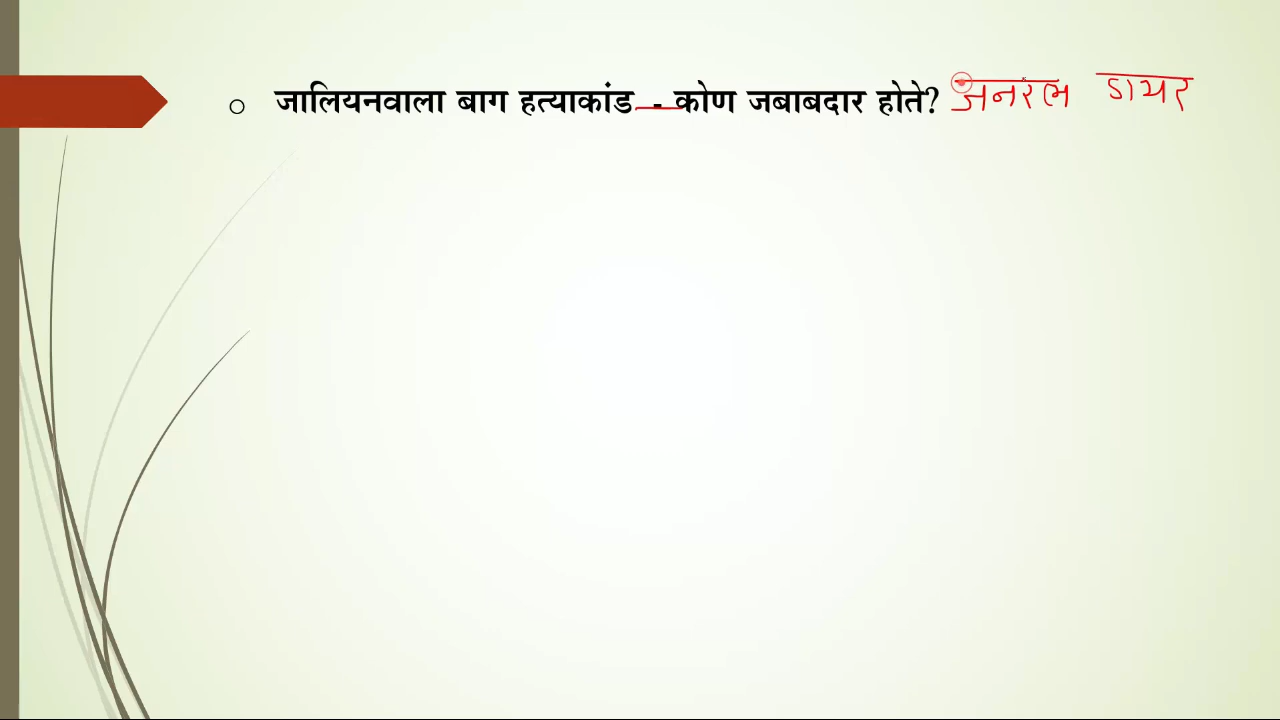 जालियनवाला बाग हत्याकांड - कोण जबाबदार होते? जनरल डायर